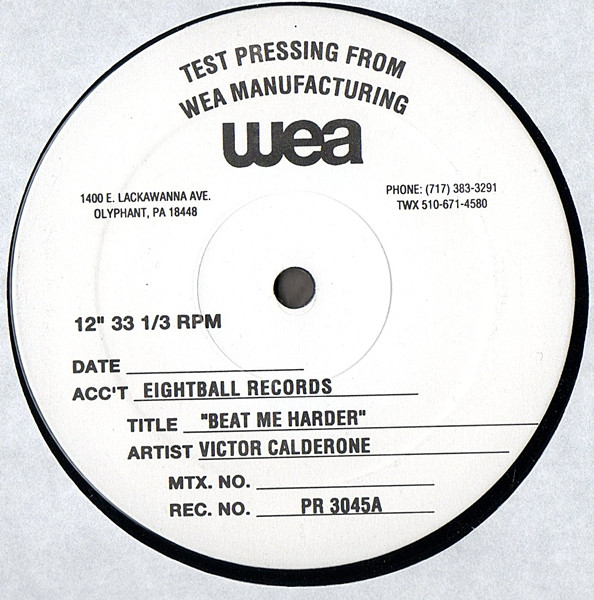 TEST PRESSING FROM
WEA MANUFACTURING
wea
1400 E. LACKAWANNA AVE.
OLYPHANT, PA 18448
PHONE: (717) 383-3291
TWX 510-671-4580
12" 33 1/3 RPM
DATE
ACC'T EIGHTBALL RECORDS
TITLE "BEAT ME HARDER"
ARTIST VICTOR CALDERONE
MTX. NO.
REC. NO. PR 3045A